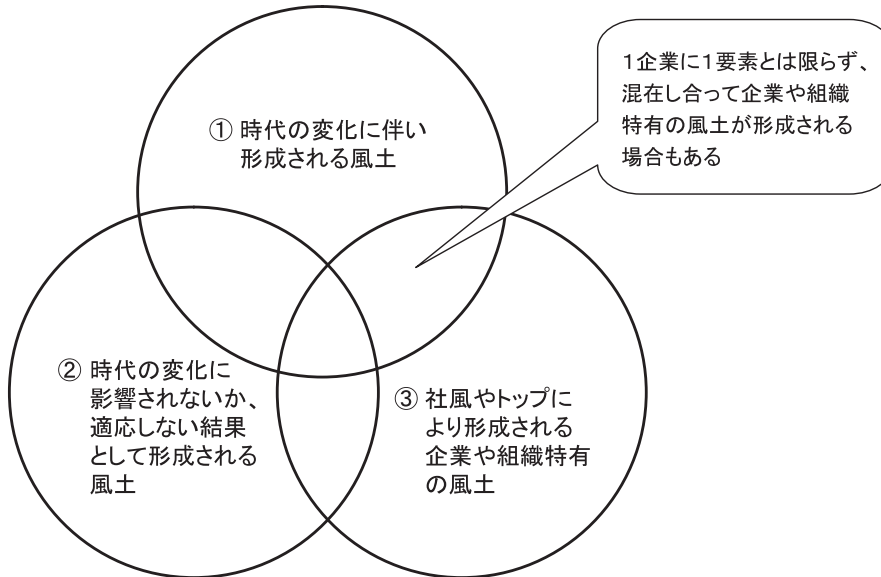 ① 時代の変化に伴い
形成される風土
1企業に1要素とは限らず、
混在し合って企業や組織
特有の風土が形成される
場合もある
② 時代の変化に
影響されないか、
適応しない結果
として形成される
風土
③ 社風やトップに
より形成される
企業や組織特有
の風土